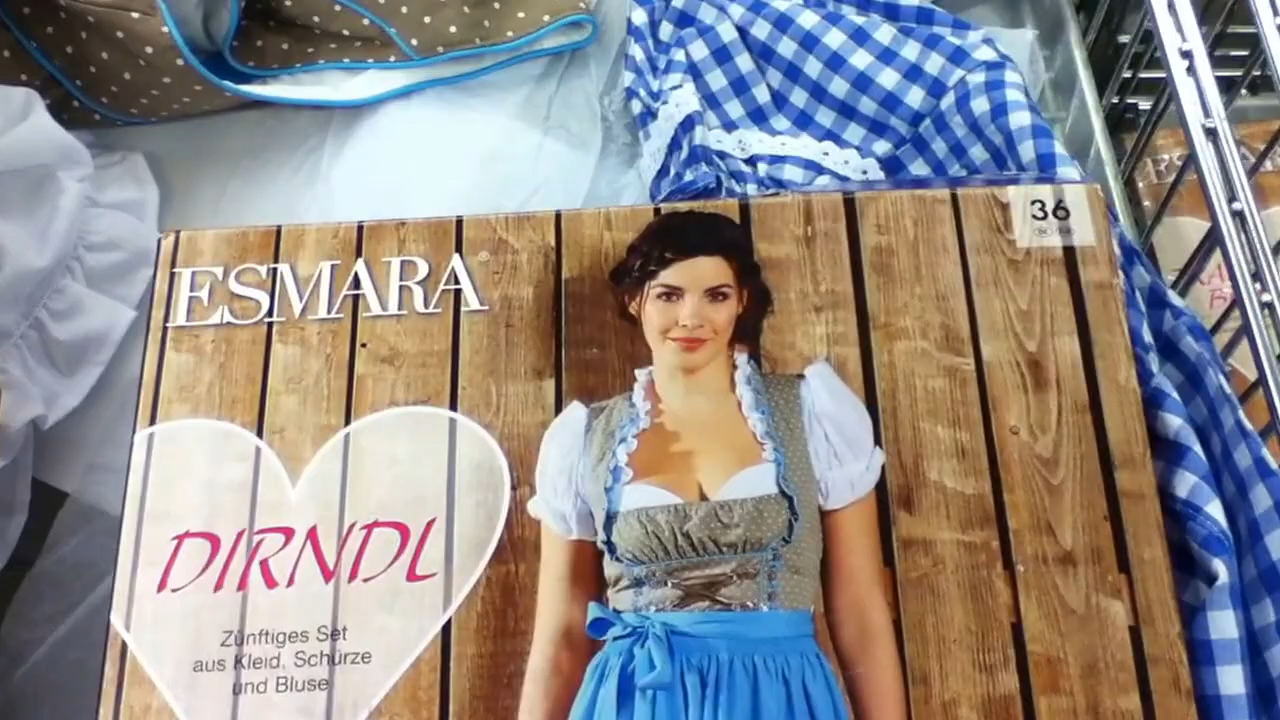 ESMARA®
36
DIRNDL
Zünftiges Set
aus Kleid, Schürze
und Bluse